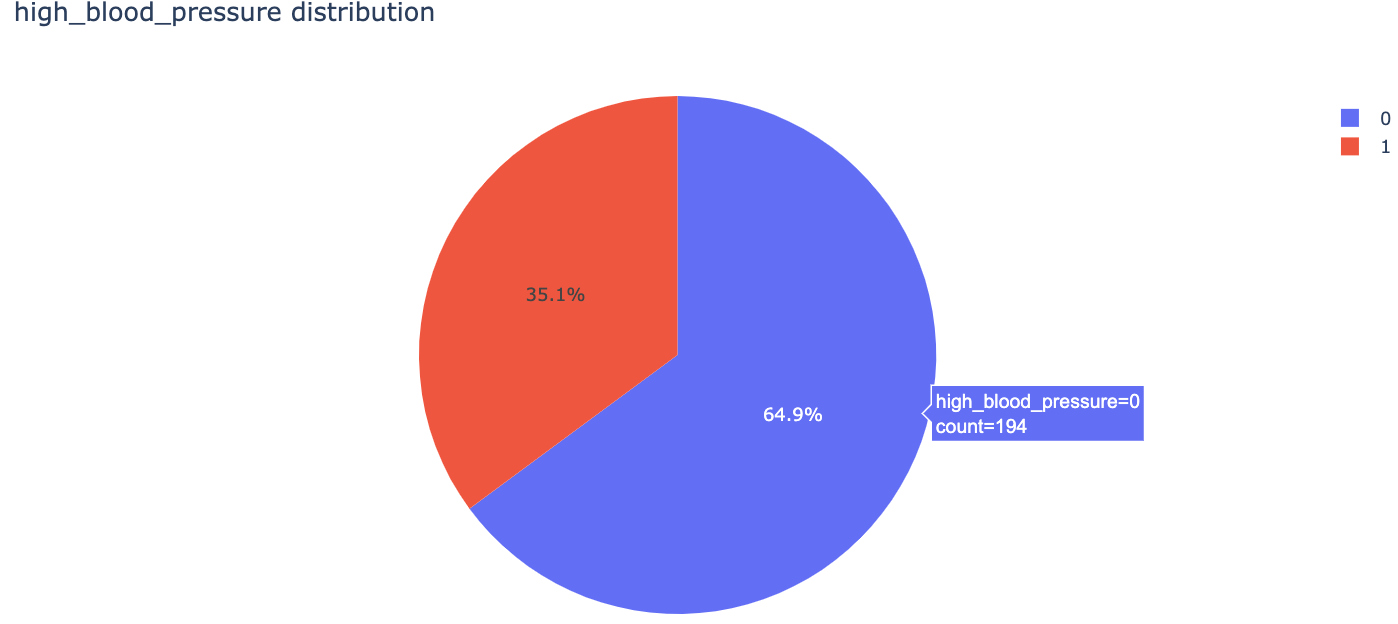 high_blood_pressure distribution
0
1
35.1%
64.9%
high_blood_pressure=0
count=194